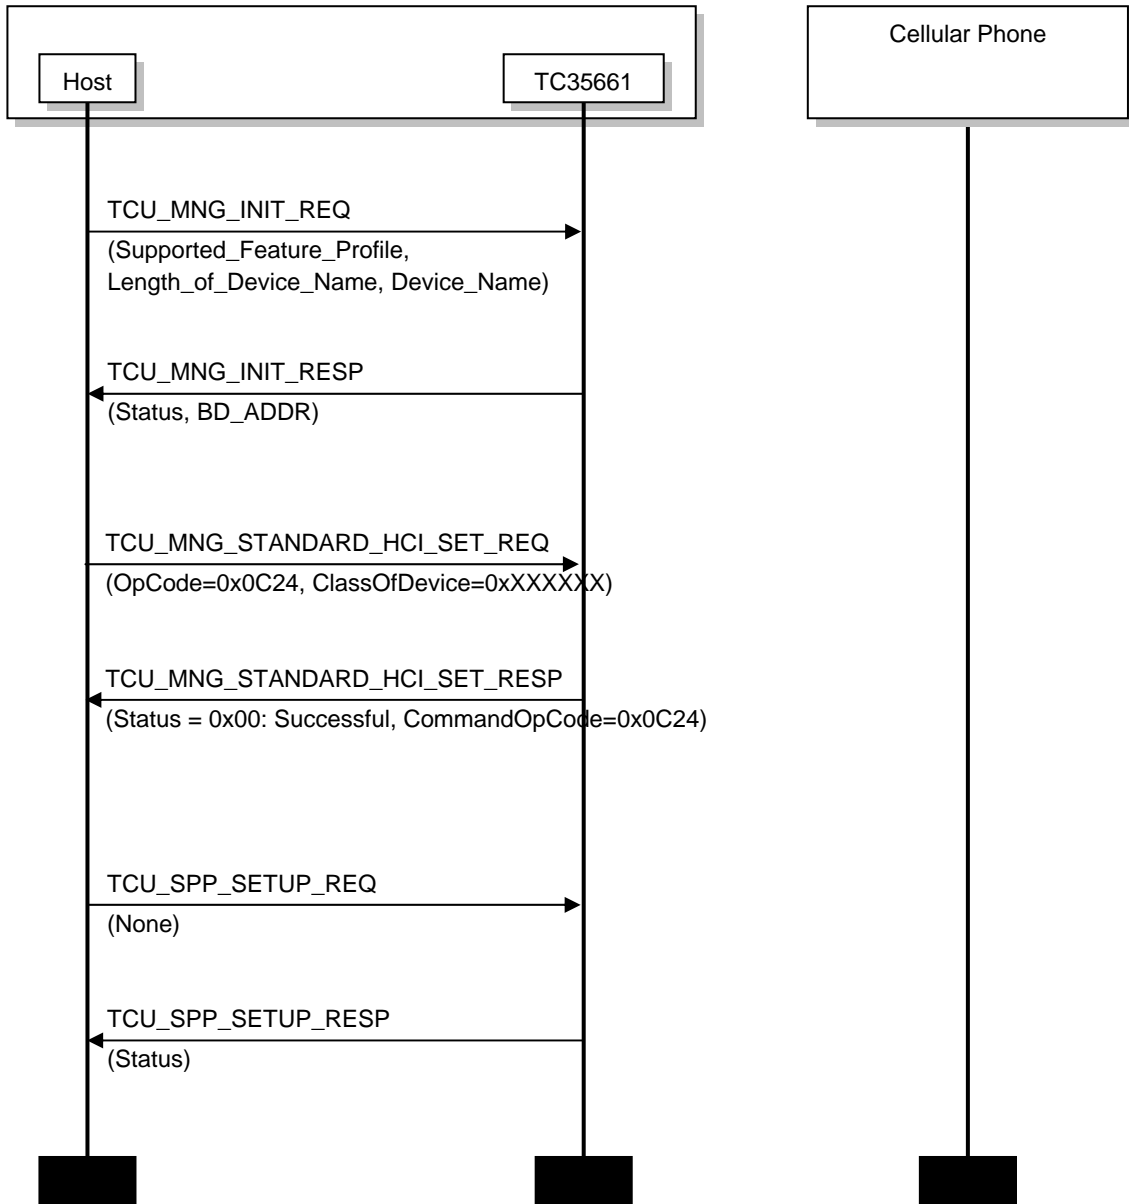 Cellular Phone
Host
TC35661
TCU_MNG_INIT_REQ
(Supported_Feature_Profile,
Length_of_Device_Name, Device_Name)
TCU_MNG_INIT_RESP
(Status, BD_ADDR)
TCU_MNG_STANDARD_HCI_SET_REQ
(OpCode=0x0C24, ClassOfDevice=0xXXXXXX)
TCU_MNG_STANDARD_HCI_SET_RESP
(Status = 0x00: Successful, CommandOpCode=0x0C24)
TCU_SPP_SETUP_REQ
(None)
TCU_SPP_SETUP_RESP
(Status)